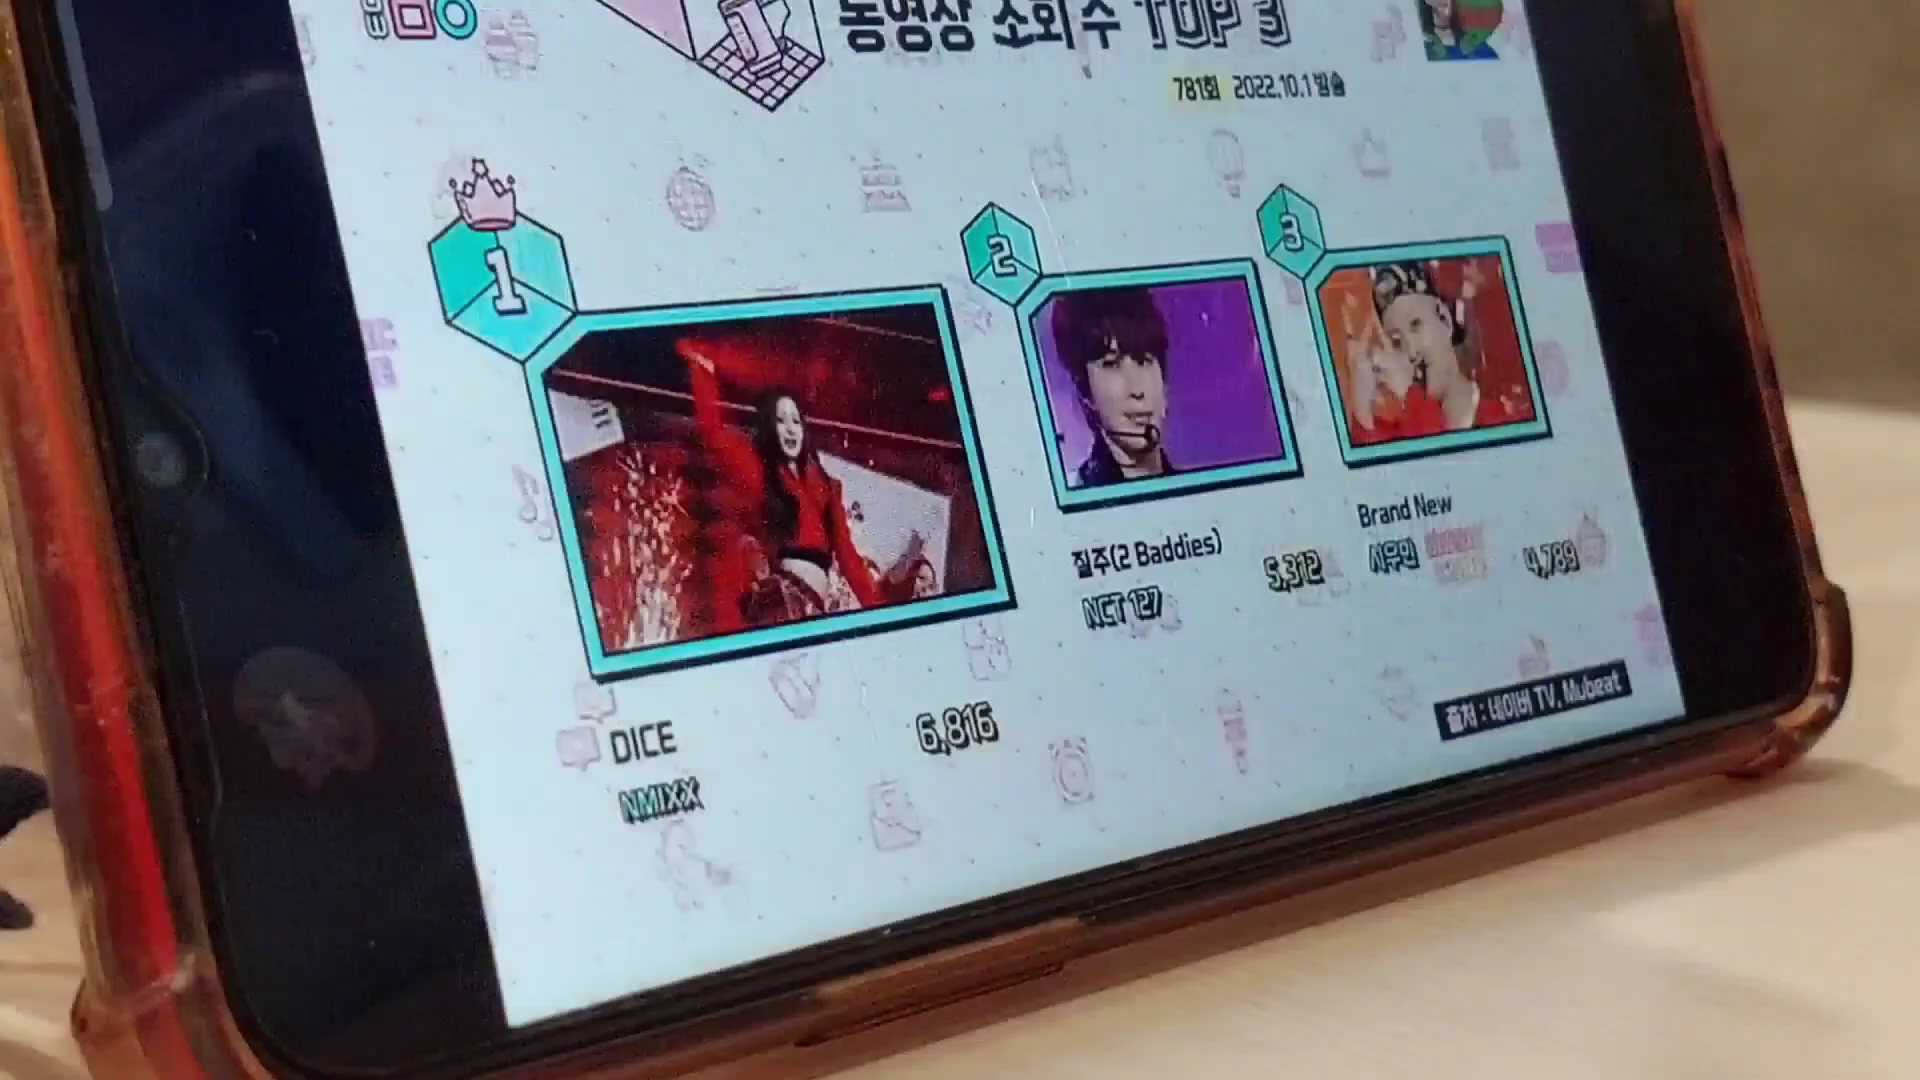 동영상 조회수 TOP 3
781회 2022.10.1 방송
1
2
3
질주(2 Baddies)
NCT 127
5,312
Brand New
시우민
4,789
DICE
NMIXX
6,816
출처 : 네이버 TV, Mubeat